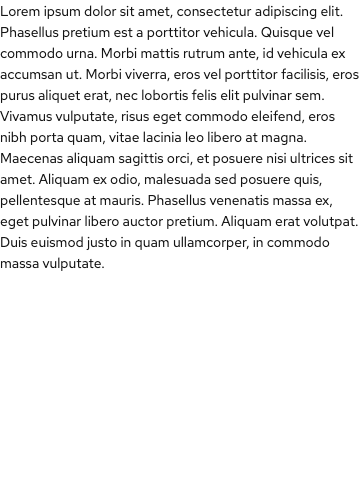 Lorem ipsum dolor sit amet, consectetur adipiscing elit.
Phasellus pretium est a porttitor vehicula. Quisque vel
commodo urna. Morbi mattis rutrum ante, id vehicula ex
accumsan ut. Morbi viverra, eros vel porttitor facilisis, eros
purus aliquet erat, nec lobortis felis elit pulvinar sem.
Vivamus vulputate, risus eget commodo eleifend, eros
nibh porta quam, vitae lacinia leo libero at magna.
Maecenas aliquam sagittis orci, et posuere nisi ultrices sit
amet. Aliquam ex odio, malesuada sed posuere quis,
pellentesque at mauris. Phasellus venenatis massa ex,
eget pulvinar libero auctor pretium. Aliquam erat volutpat.
Duis euismod justo in quam ullamcorper, in commodo
massa vulputate.